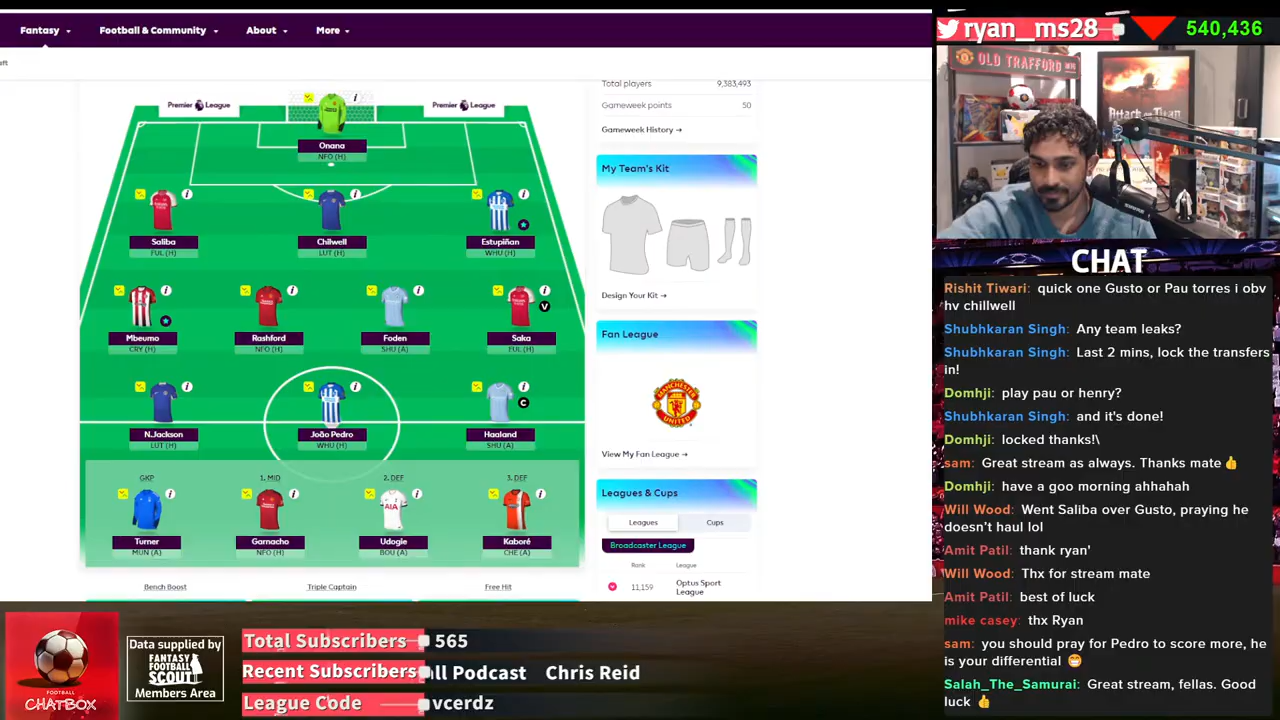 Fantasy
Football & Community
About
More
aft
Premier League
Premier League
Onana
NFO (H)
Saliba
FUL (H)
Chilwell
LUT (H)
Estupiñan
WHU (H)
Mbeumo
CRY (H)
Rashford
NFO (H)
Foden
SHU (A)
Saka
FUL (H)
V
N.Jackson
LUT (H)
João Pedro
WHU (H)
Haaland
SHU (A)
C
GKP
1. MID
2. DEF
3. DEF
AIA
Turner
MUN (A)
Garnacho
NFO (H)
Udogie
BOU (A)
Kaboré
CHE (A)
Bench Boost
Triple Captain
Free Hit
Total players 9,383,493
Gameweek points 50
Gameweek History →
My Team's Kit
Design Your Kit →
Fan League
MANCHESTER
UNITED
View My Fan League →
Leagues & Cups
Leagues
Cups
Broadcaster League
Rank League
11,159 Optus Sport
League
ryan_ms28
540,436
OLD TRAFFORD
Attack on Titan
CHAT
Rishit Tiwari: quick one Gusto or Pau torres i obv
hv chillwell
Shubhkaran Singh: Any team leaks?
Shubhkaran Singh: Last 2 mins, lock the transfers
in!
Domhji: play pau or henry?
Shubhkaran Singh: and it's done!
Domhji: locked thanks!\
sam: Great stream as always. Thanks mate👍
Domhji: have a goo morning ahhahah
Will Wood: Went Saliba over Gusto, praying he
doesn't haul lol
Amit Patil: thank ryan'
Will Wood: Thx for stream mate
Amit Patil: best of luck
mike casey: thx Ryan
sam: you should pray for Pedro to score more, he
is your differential 😁
Salah_The_Samurai: Great stream, fellas. Good
luck 👍
FOOTBALL
CHATBOX
Data supplied by
FANTASY
FOOTBALL
SCOUT
Members Area
Total Subscribers 565
Recent Subscribers ll Podcast Chris Reid
League Code vcerdz